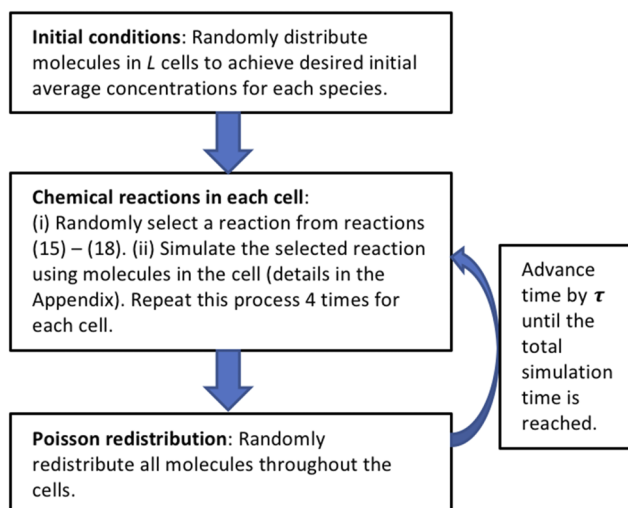 Initial conditions: Randomly distribute
molecules in L cells to achieve desired initial
average concentrations for each species.
Chemical reactions in each cell:
(i) Randomly select a reaction from reactions
(15) – (18). (ii) Simulate the selected reaction
using molecules in the cell (details in the
Appendix). Repeat this process 4 times for
each cell.
Advance
time by τ
until the
total
simulation
time is
reached.
Poisson redistribution: Randomly
redistribute all molecules throughout the
cells.